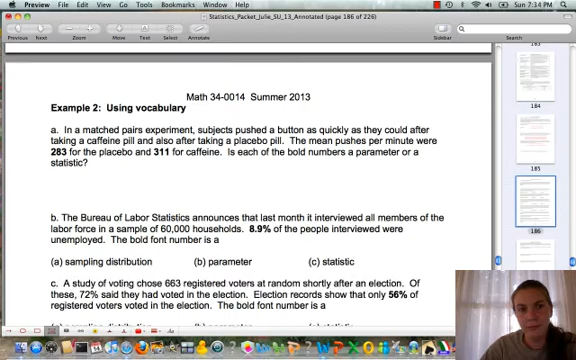 Preview File Edit View Go Tools Bookmarks Window Help
Sun 7:34 PM
Statistics_Packet_Julie_SU_13_Annotated (page 186 of 226)
Previous Next Zoom Move Text Select Annotate Sidebar Search
Math 34-0014 Summer 2013
Example 2: Using vocabulary
a. In a matched pairs experiment, subjects pushed a button as quickly as they could after
taking a caffeine pill and also after taking a placebo pill. The mean pushes per minute were
283 for the placebo and 311 for caffeine. Is each of the bold numbers a parameter or a
statistic?
b. The Bureau of Labor Statistics announces that last month it interviewed all members of the
labor force in a sample of 60,000 households. 8.9% of the people interviewed were
unemployed. The bold font number is a
(a) sampling distribution (b) parameter (c) statistic
c. A study of voting chose 663 registered voters at random shortly after an election. Of
these, 72% said they had voted in the election. Election records show that only 56% of
registered voters voted in the election. The bold font number is a
(a) sampling distribution (b) parameter (c) statistic
183
184
185
186